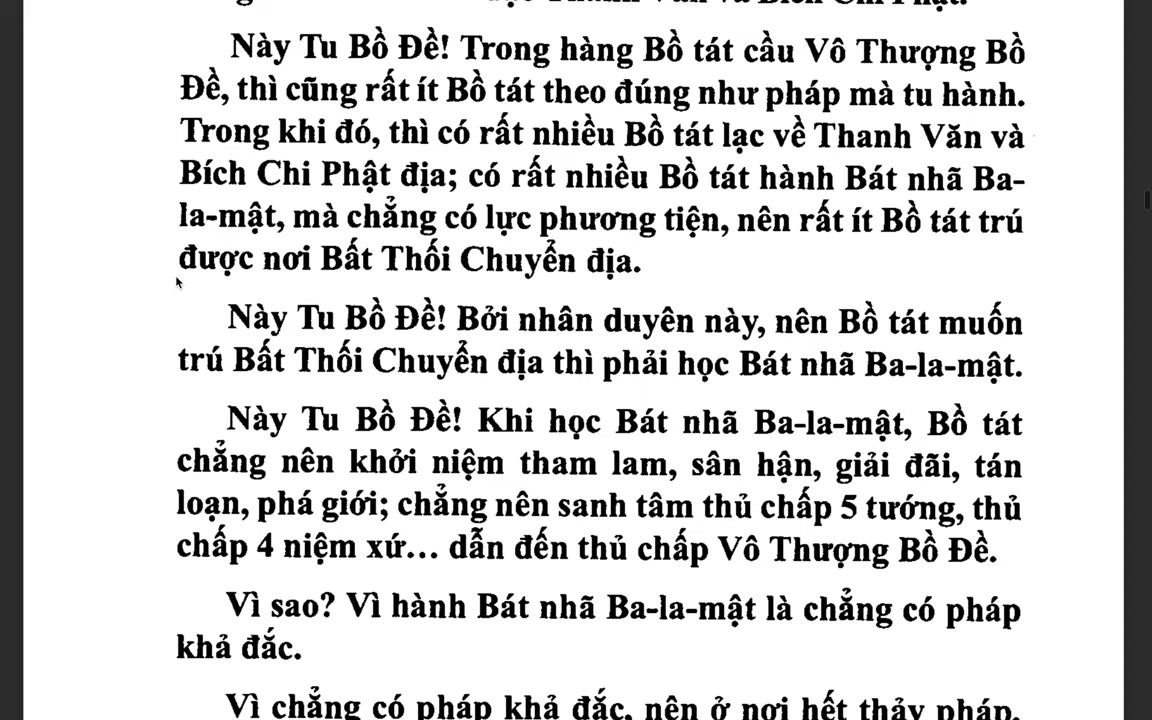 Này Tu Bồ Đề! Trong hàng Bồ tát cầu Vô Thượng Bồ
Đề, thì cũng rất ít Bồ tát theo đúng như pháp mà tu hành.
Trong khi đó, thì có rất nhiều Bồ tát lạc về Thanh Văn và
Bích Chi Phật địa; có rất nhiều Bồ tát hành Bát nhã Ba-
la-mật, mà chẳng có lực phương tiện, nên rất ít Bồ tát trú
được nơi Bất Thối Chuyển địa.
Này Tu Bồ Đề! Bởi nhân duyên này, nên Bồ tát muốn
trú Bất Thối Chuyển địa thì phải học Bát nhã Ba-la-mật.
Này Tu Bồ Đề! Khi học Bát nhã Ba-la-mật, Bồ tát
chẳng nên khởi niệm tham lam, sân hận, giải đãi, tán
loạn, phá giới; chẳng nên sanh tâm thủ chấp 5 tướng, thủ
chấp 4 niệm xứ... dẫn đến thủ chấp Vô Thượng Bồ Đề.
Vì sao? Vì hành Bát nhã Ba-la-mật là chẳng có pháp
khả đắc.
Vì chẳng có pháp khả đắc, nên ở nơi hết thảy pháp,